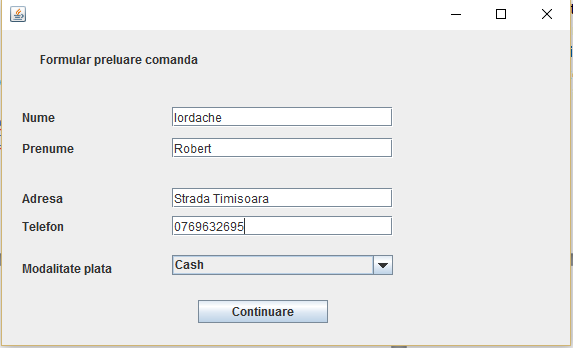 Formular preluare comanda
Nume Iordache
Prenume Robert
Adresa Strada Timisoara
Telefon 0769632695
Modalitate plata Cash
Continuare